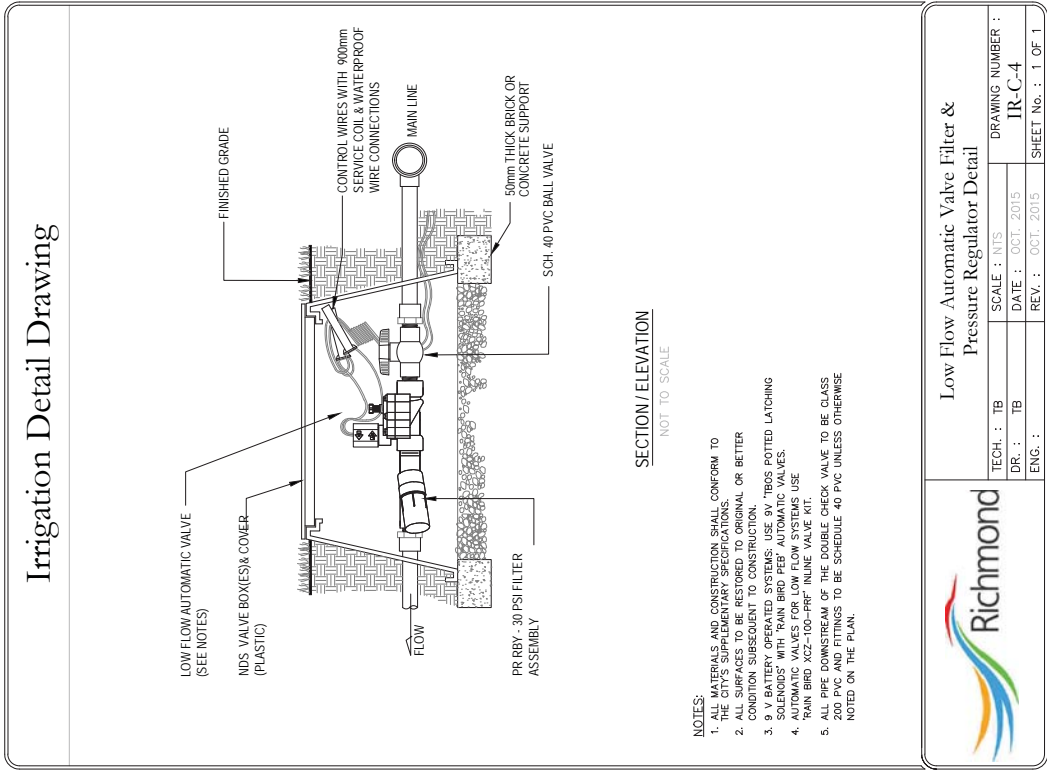 Irrigation Detail Drawing
LOW FLOW AUTOMATIC VALVE
(SEE NOTES)
NDS VALVE BOX(ES)& COVER
(PLASTIC)
FINISHED GRADE
CONTROL WIRES WITH 900mm
SERVICE COIL & WATERPROOF
WIRE CONNECTIONS
MAIN LINE
FLOW
PR RBY - 30 PSI FILTER
ASSEMBLY
50mm THICK BRICK OR
CONCRETE SUPPORT
SCH. 40 PVC BALL VALVE
SECTION / ELEVATION
NOT TO SCALE
NOTES:
1. ALL MATERIALS AND CONSTRUCTION SHALL CONFORM TO
THE CITY'S SUPPLEMENTARY SPECIFICATIONS.
2. ALL SURFACES TO BE RESTORED TO ORIGINAL OR BETTER
CONDITION SUBSEQUENT TO CONSTRUCTION.
3. 9 V BATTERY OPERATED SYSTEMS: USE 9V 'TBOS POTTED LATCHING
SOLENOIDS' WITH 'RAIN BIRD PEB' AUTOMATIC VALVES.
4. AUTOMATIC VALVES FOR LOW FLOW SYSTEMS USE
'RAIN BIRD XCZ-100-PRF' INLINE VALVE KIT.
5. ALL PIPE DOWNSTREAM OF THE DOUBLE CHECK VALVE TO BE CLASS
200 PVC AND FITTINGS TO BE SCHEDULE 40 PVC UNLESS OTHERWISE
NOTED ON THE PLAN.
Richmond
Low Flow Automatic Valve Filter &
Pressure Regulator Detail
TECH. : TB
SCALE : NTS
DRAWING NUMBER :
IR-C-4
DR. : TB
DATE : OCT. 2015
ENG. :
REV. : OCT. 2015
SHEET No. : 1 OF 1